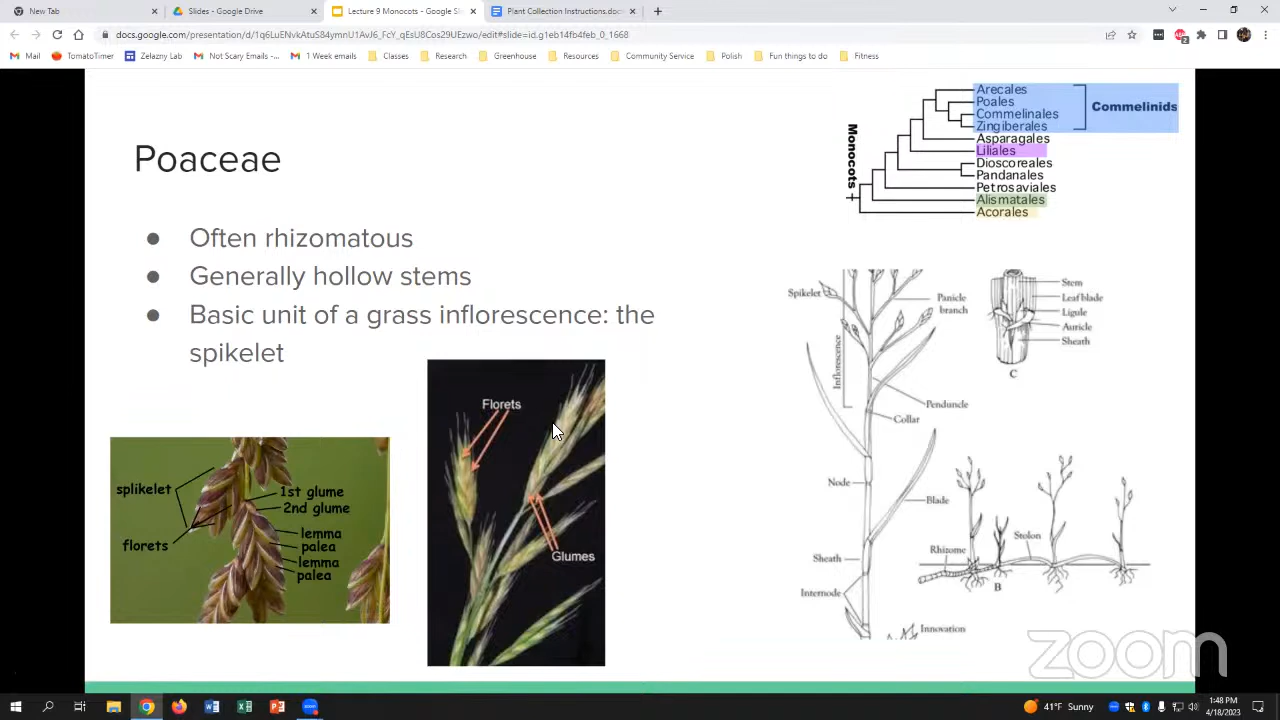 New Tab
Slides - Google Drive
Lecture 9 Monocots - Google Sl
Plant Collection Instructions.doc
Mail
TomatoTimer
Zelazny Lab
Not Scary Emails -...
1 Week emails
Classes
Research
Greenhouse
Resources
Community Service
Polish
Fun things to do
Fitness
Poaceae
Often rhizomatous
Generally hollow stems
Basic unit of a grass inflorescence: the
spikelet
Monocots
Arecales
Poales
Commelinales
Zingiberales
Commelinids
Asparagales
Liliales
Dioscoreales
Pandanales
Petrosaviales
Alismatales
Acorales
splikelet
florets
1st glume
2nd glume
lemma
palea
lemma
palea
Florets
Glumes
Spikelet
Panicle
branch
Inflorescence
Penduncle
Collar
Node
Blade
Sheath
Internode
Innovation
Stem
Leaf blade
Ligule
Auricle
Sheath
C
Rhizome
Stolon
B
zoom
41°F Sunny
1:48 PM
4/18/2023